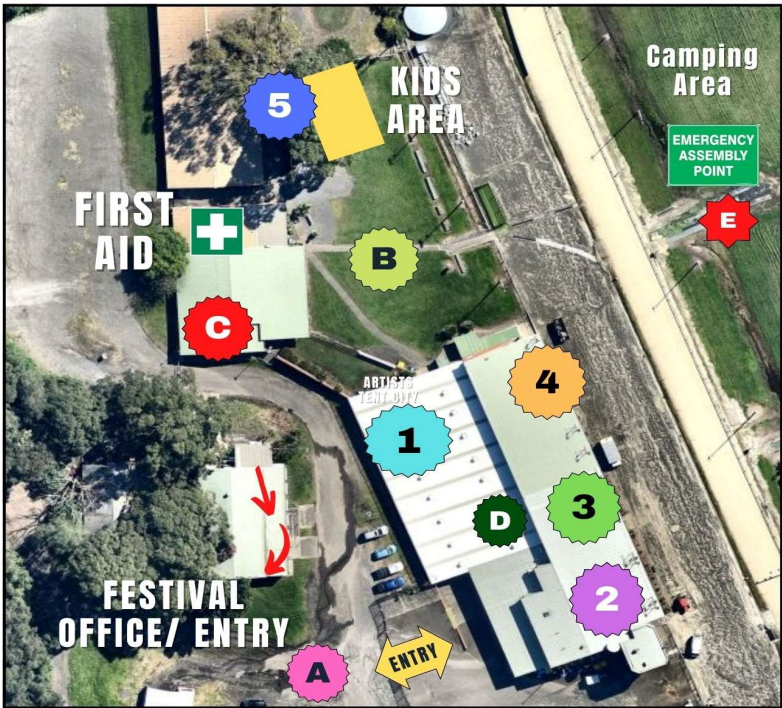 Camping
Area
EMERGENCY
ASSEMBLY
POINT
E
KIDS
AREA
5
FIRST
AID
B
C
ARTISTS
TENT CITY
4
1
3
D
2
FESTIVAL
OFFICE/ ENTRY
A
ENTRY